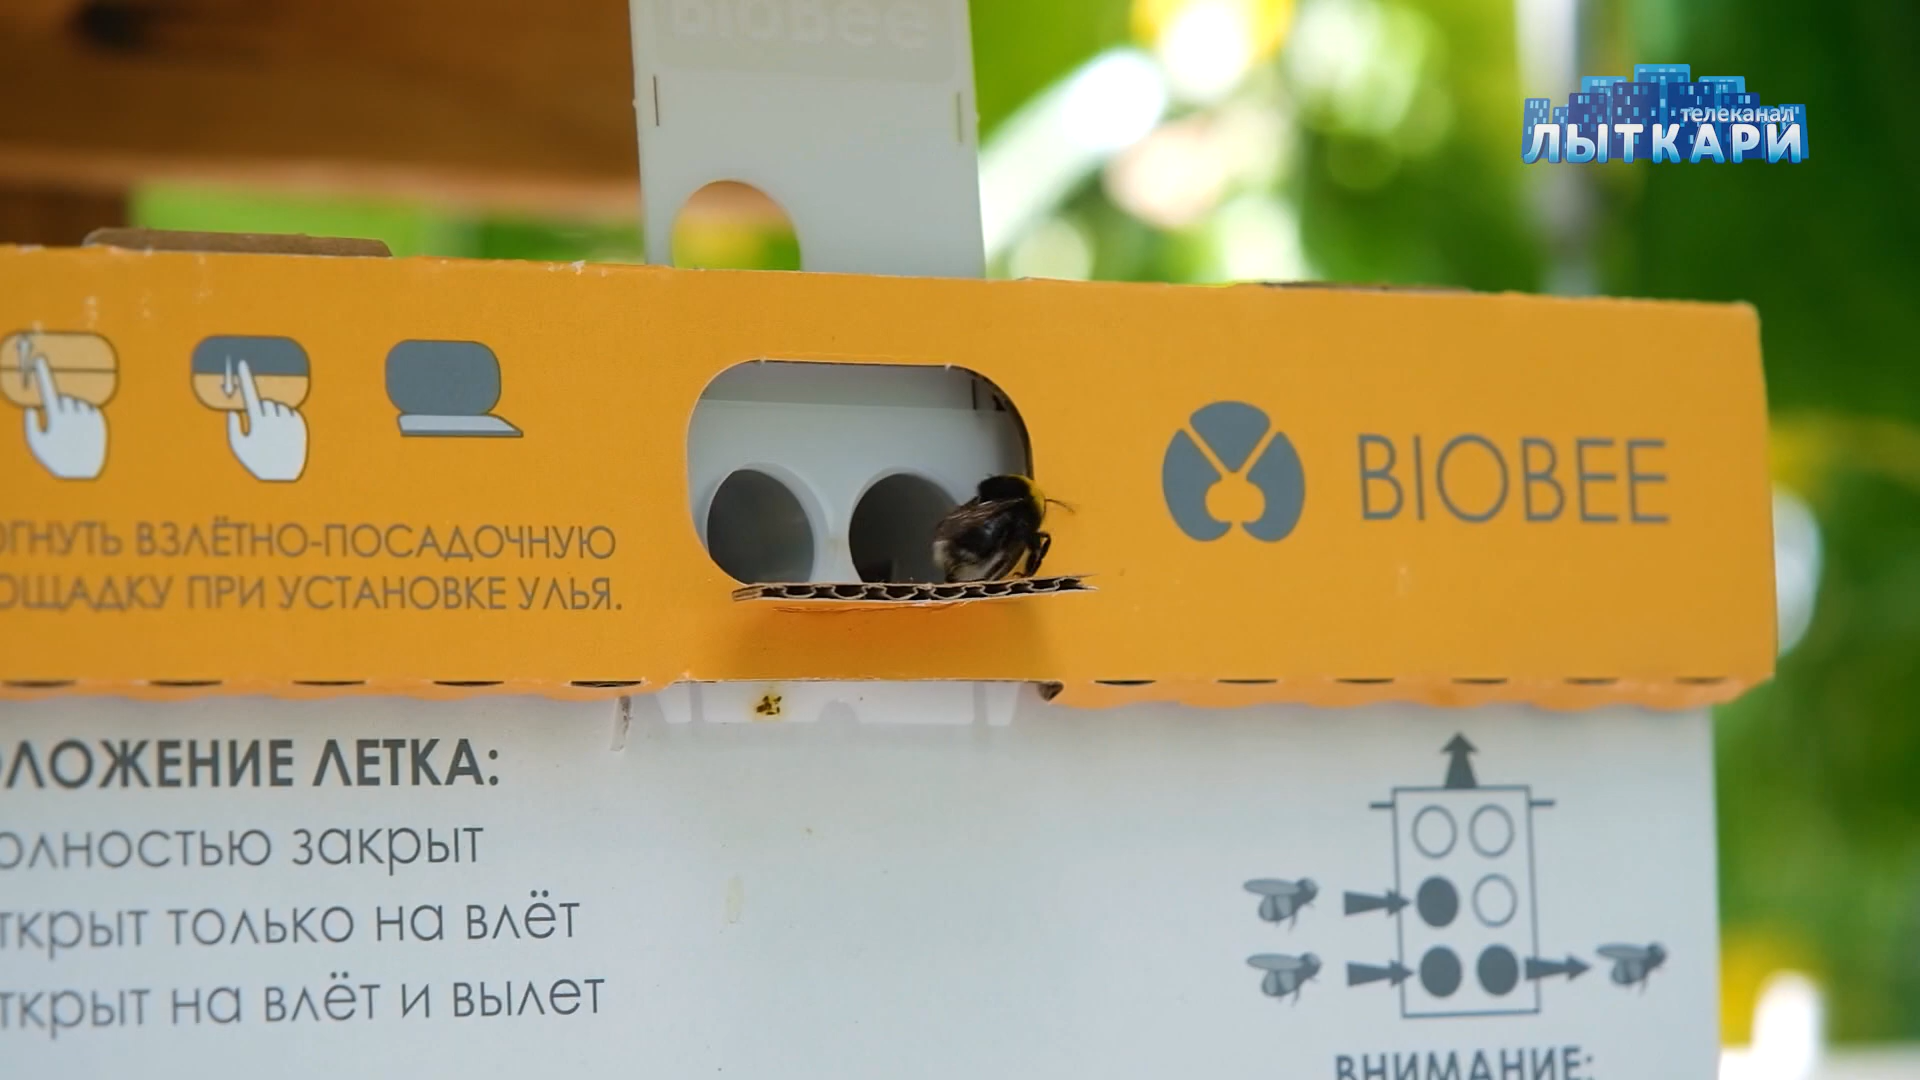 BIOBEE
телеканал
ЛЫТКАРИ
BIOBEE
ОГНУТЬ ВЗЛЁТНО-ПОСАДОЧНУЮ
ОЩАДКУ ПРИ УСТАНОВКЕ УЛЬЯ.
ОЛОЖЕНИЕ ЛЕТКА:
олностью закрыт
ткрыт только на влёт
ткрыт на влёт и вылет
ВНИМАНИЕ: